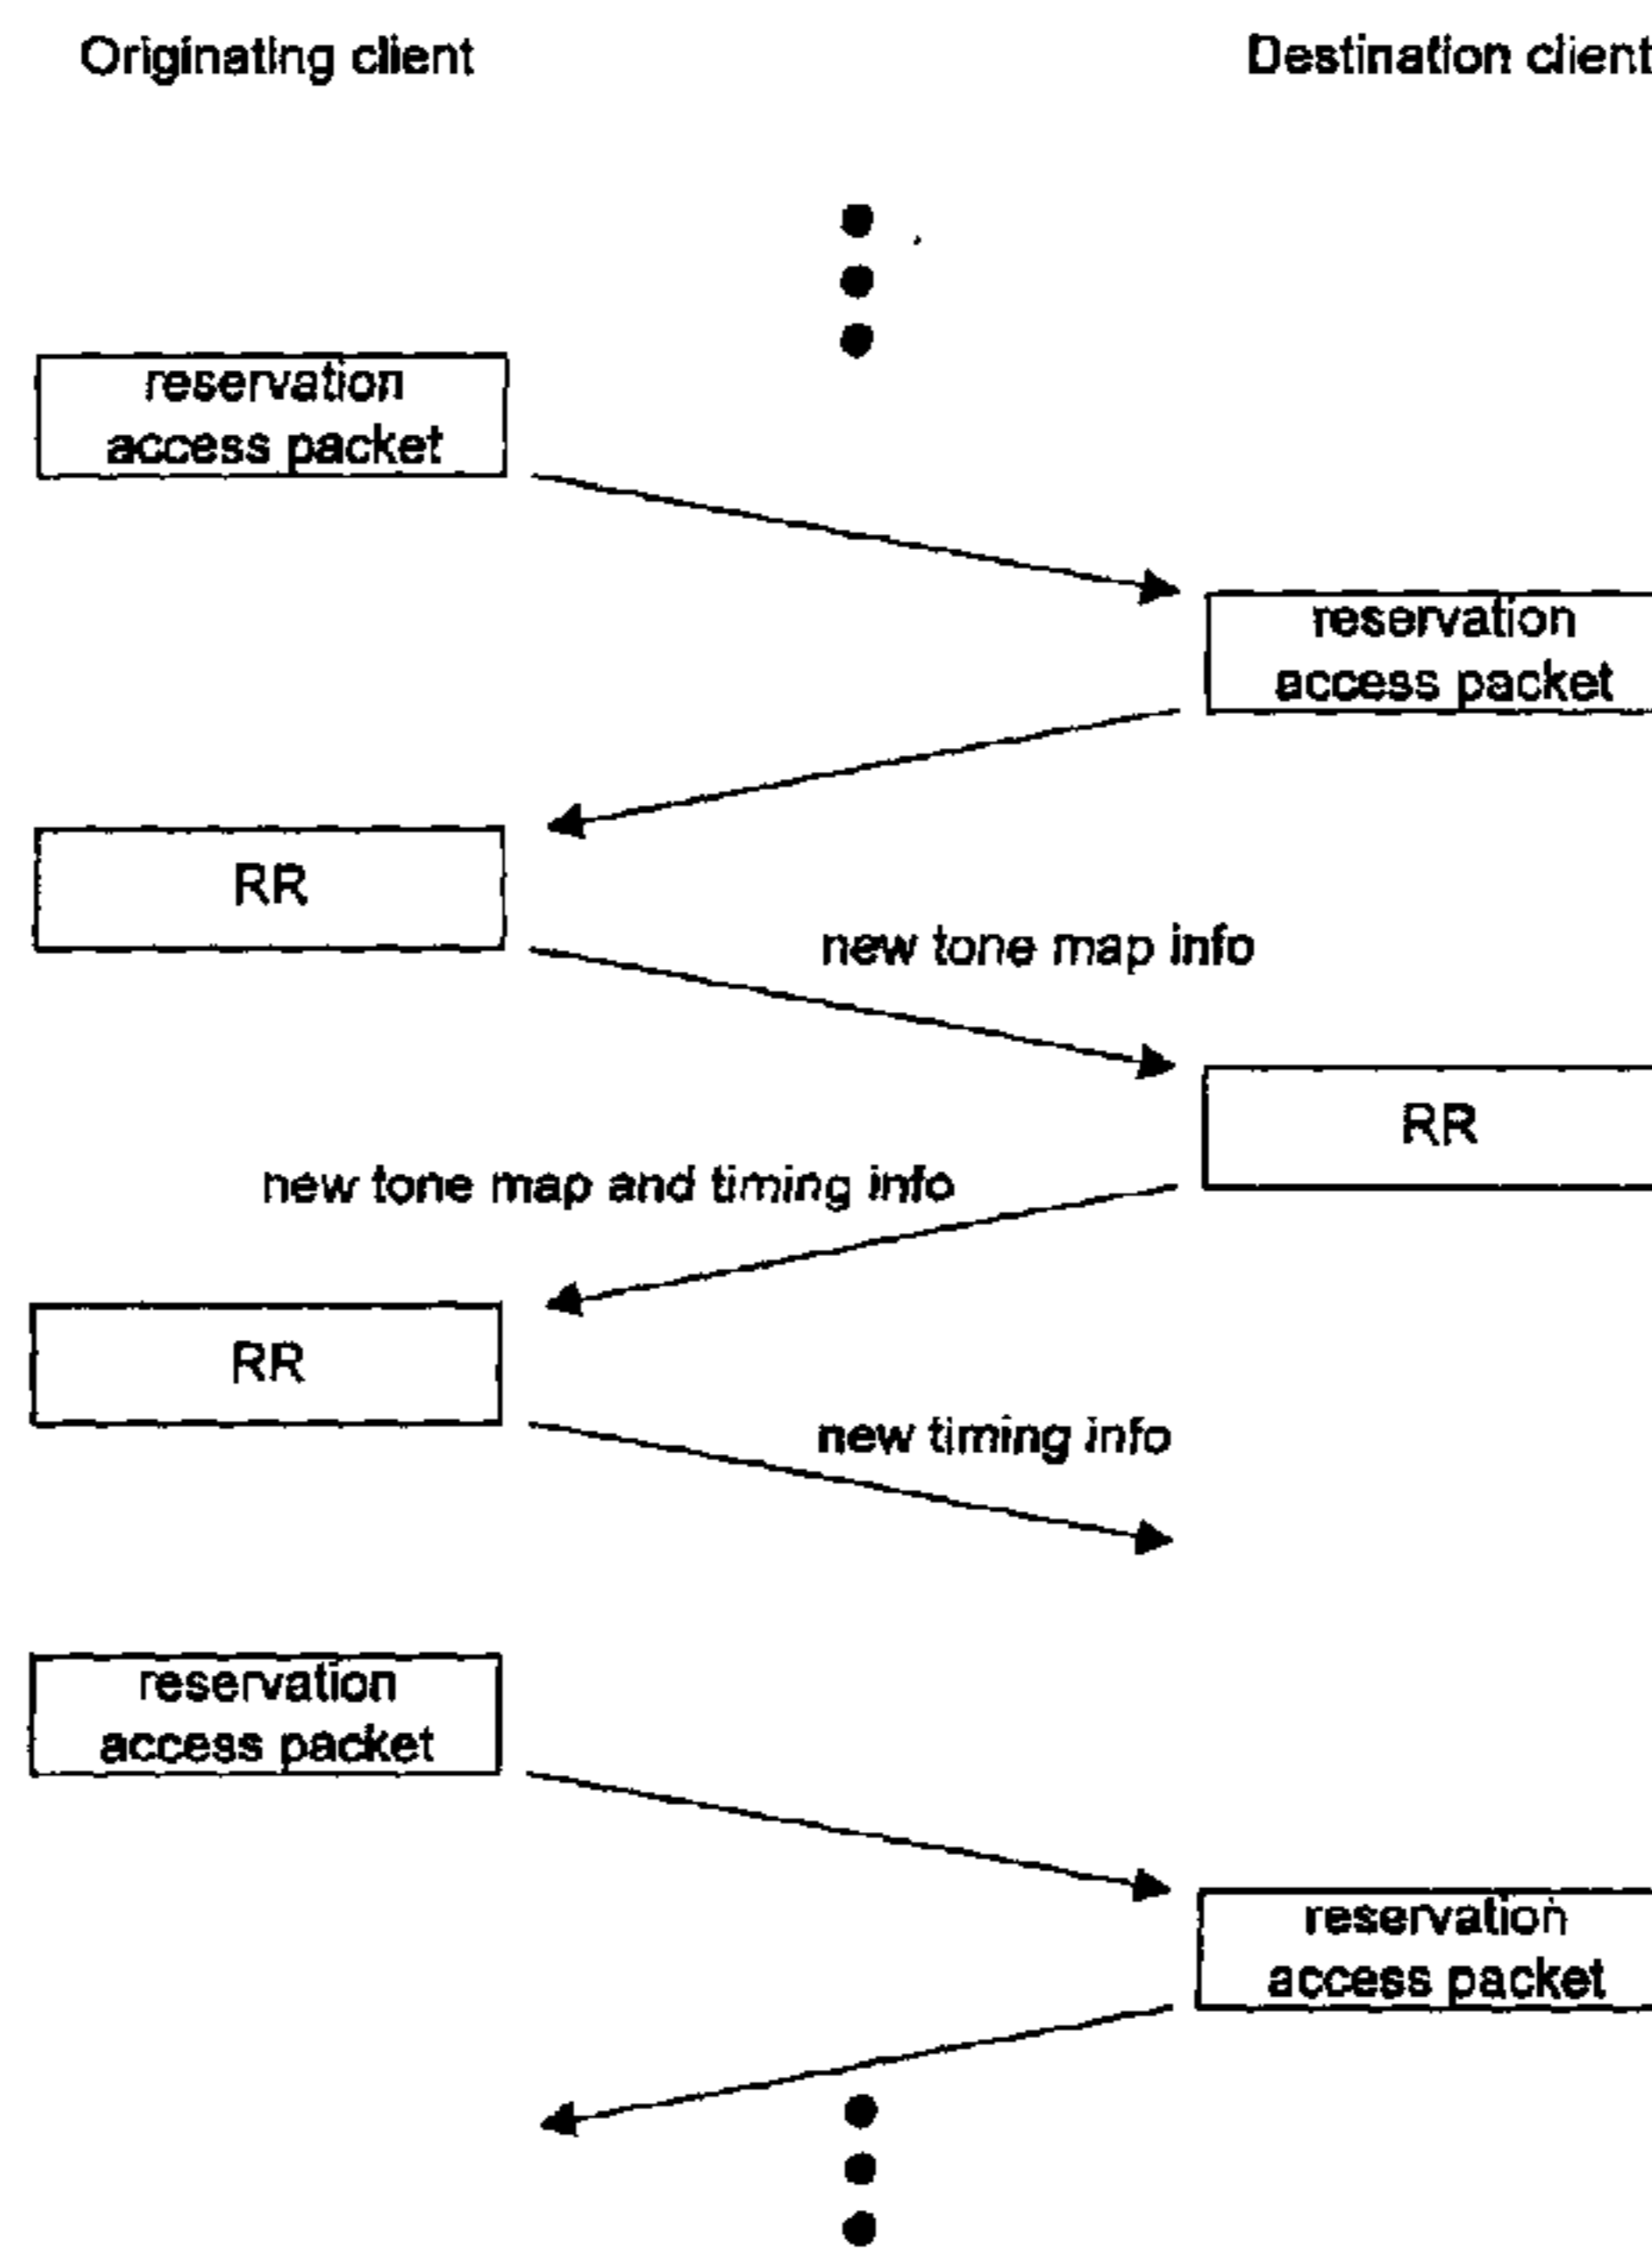 Originating client
Destination client
reservation
access packet
reservation
access packet
RR
new tone map info
RR
new tone map and timing info
RR
new timing info
reservation
access packet
reservation
access packet